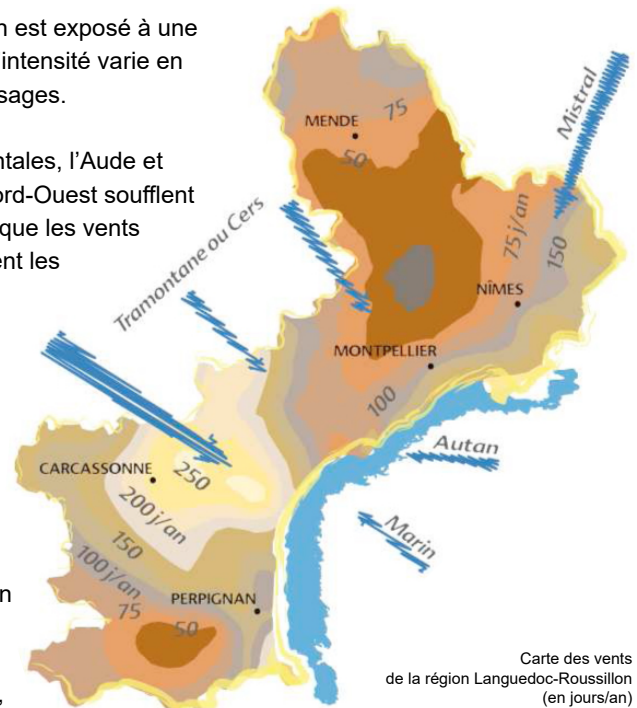 n est exposé à une
intensité varie en
sages.
ntales, l’Aude et
ord-Ouest soufflent
que les vents
ent les
n
,
MENDE
75
50
Mistral
Tramontane ou Cers
75 j/an
150
NÎMES
MONTPELLIER
100
Autan
CARCASSONNE
250
200 j/an
Marin
150
100 j/an
75
50
PERPIGNAN
Carte des vents
de la région Languedoc-Roussillon
(en jours/an)